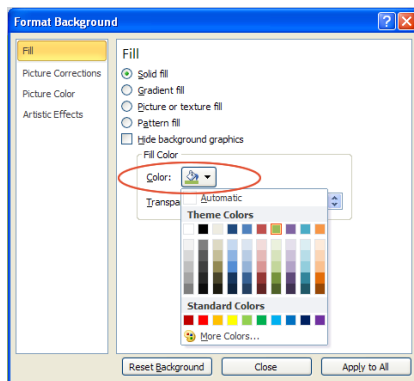 Format Background
Fill
Picture Corrections
Picture Color
Artistic Effects
Fill
Solid fill
Gradient fill
Picture or texture fill
Pattern fill
Hide background graphics
Fill Color
Color:
Transpa
Automatic
Theme Colors
Standard Colors
More Colors...
Reset Background
Close
Apply to All